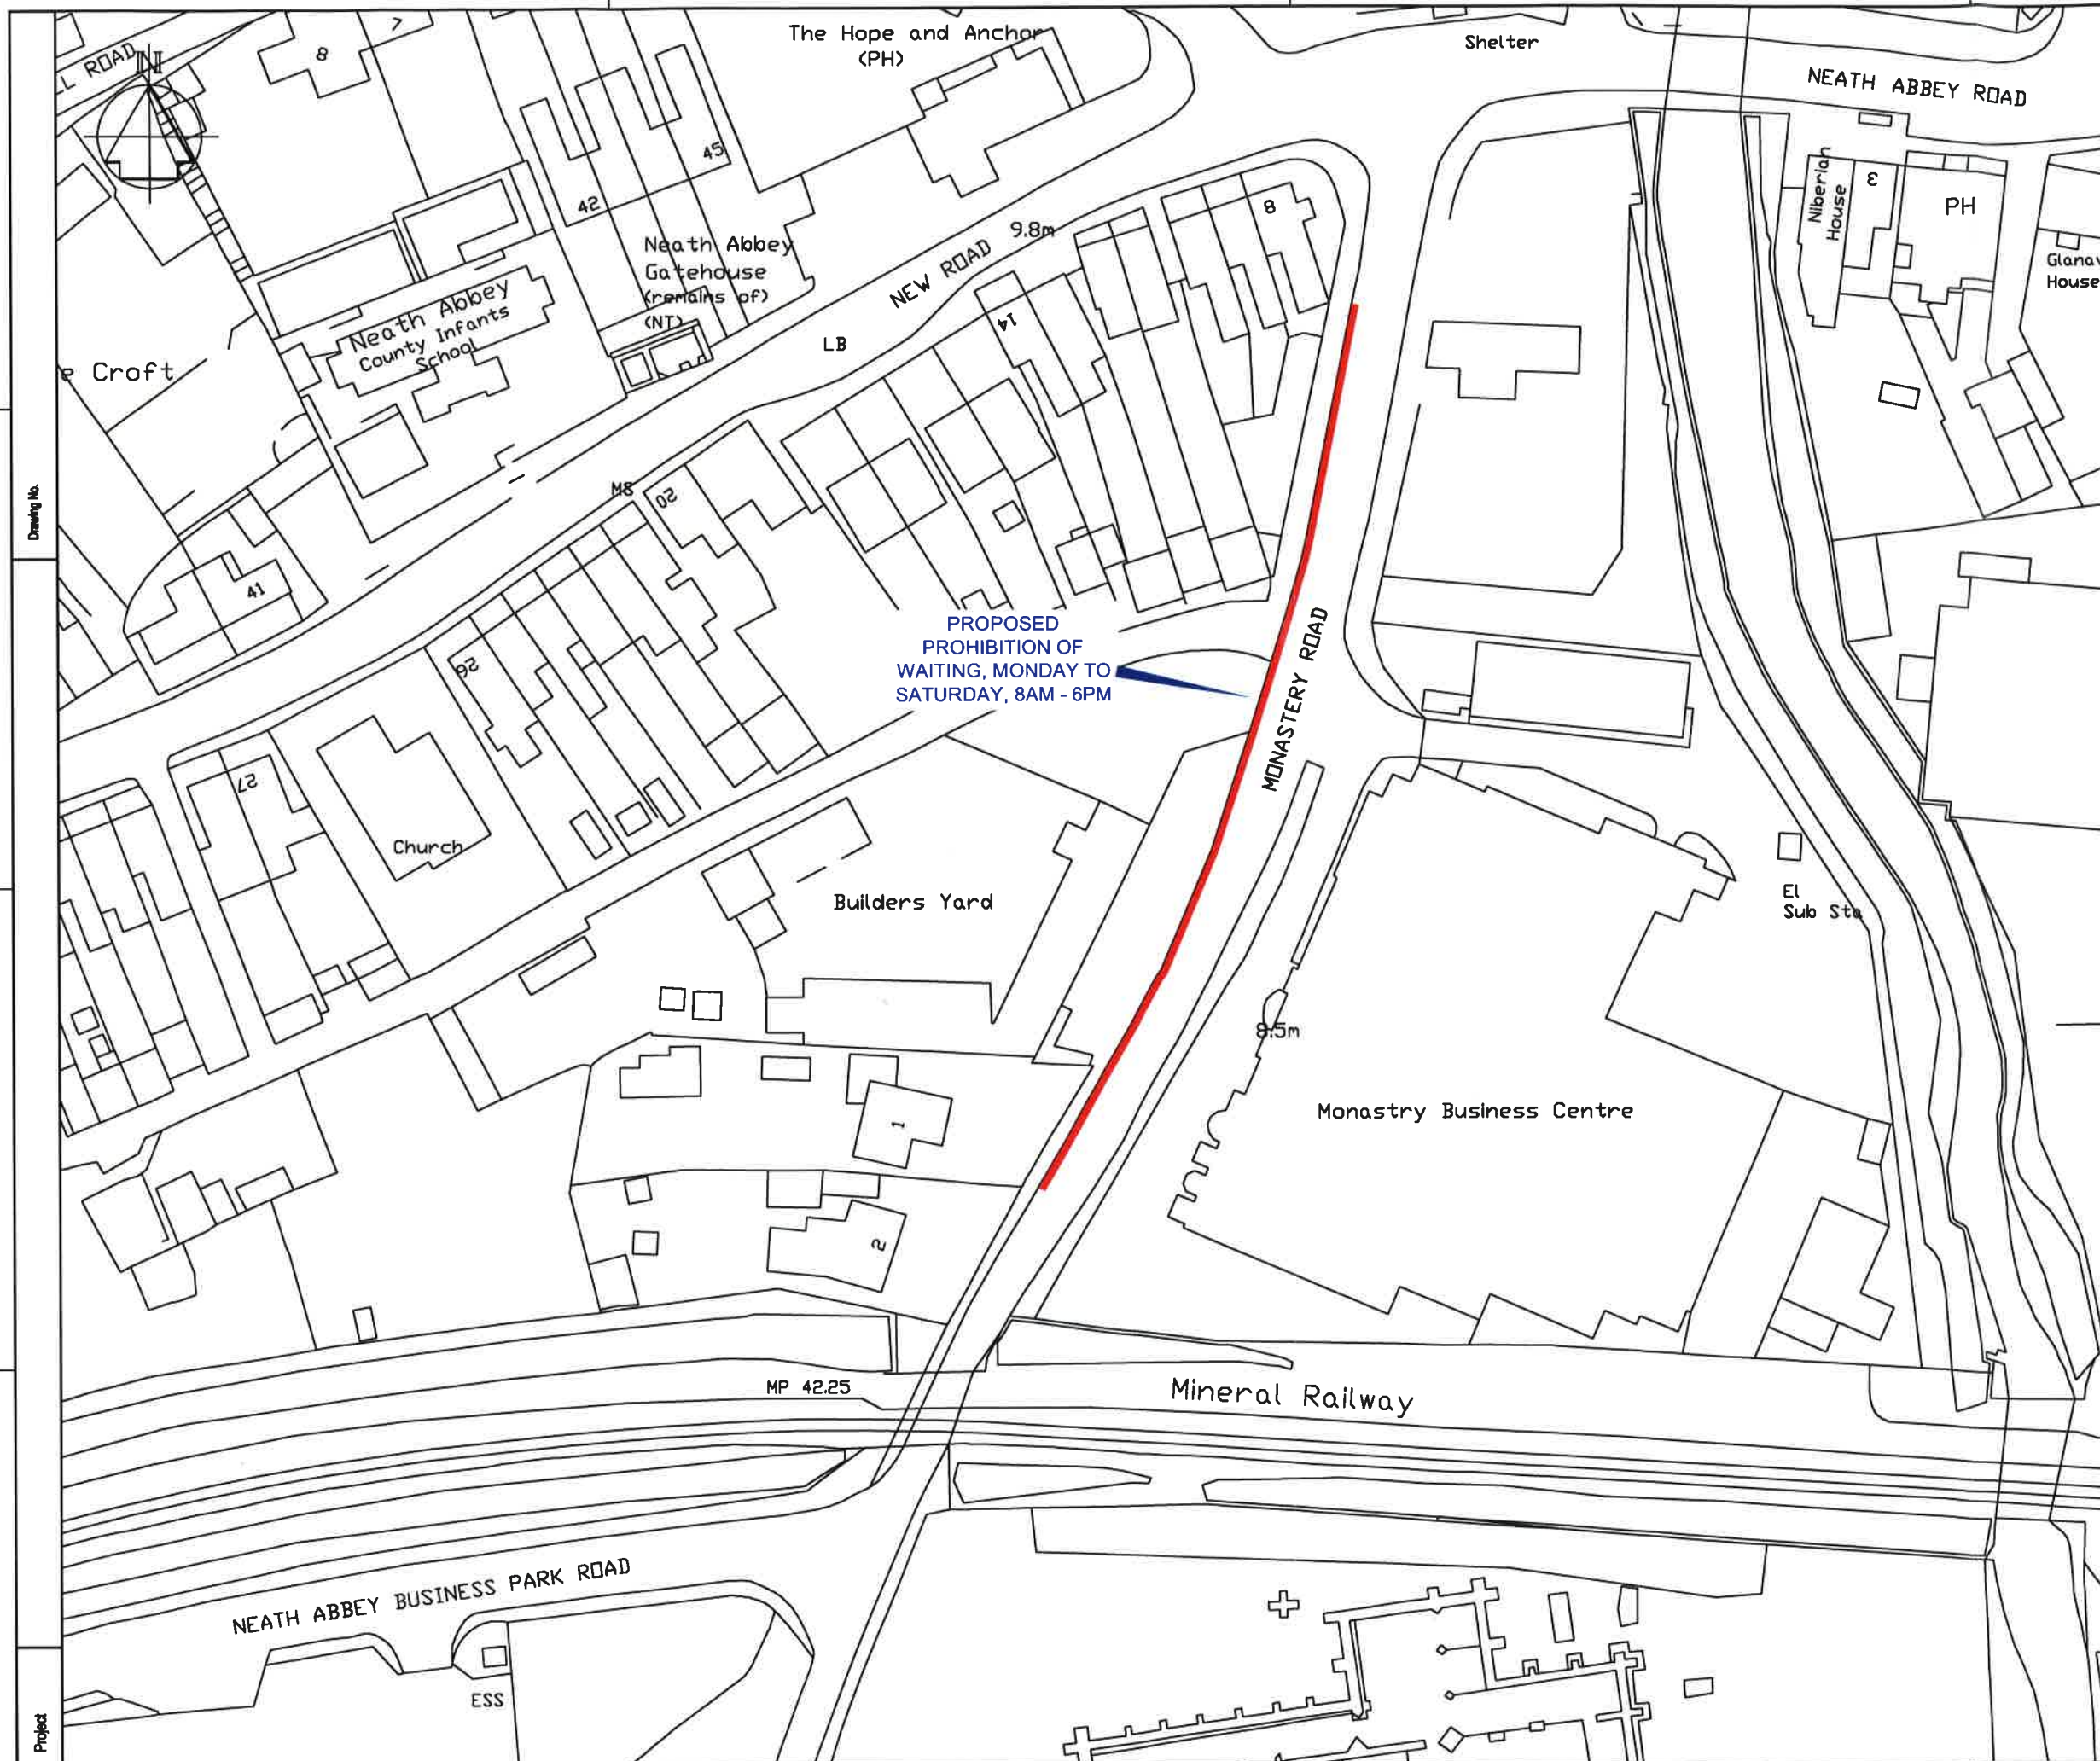 The Hope and Anchor
(PH)
Shelter
NEATH ABBEY ROAD
L ROAD
N
8
7
45
42
Neath Abbey
Gatehouse
(remains of)
(NT)
NEW ROAD
9.8m
8
Niberian
House
3
PH
Glana
House
Neath Abbey
County Infants
School
e Croft
LB
14
MS
20
41
26
27
Church
PROPOSED
PROHIBITION OF
WAITING, MONDAY TO
SATURDAY, 8AM - 6PM
MONASTERY ROAD
Builders Yard
El
Sub Sta
8.5m
Monastry Business Centre
1
2
MP 42.25
Mineral Railway
NEATH ABBEY BUSINESS PARK ROAD
ESS
Drawing No.
Project